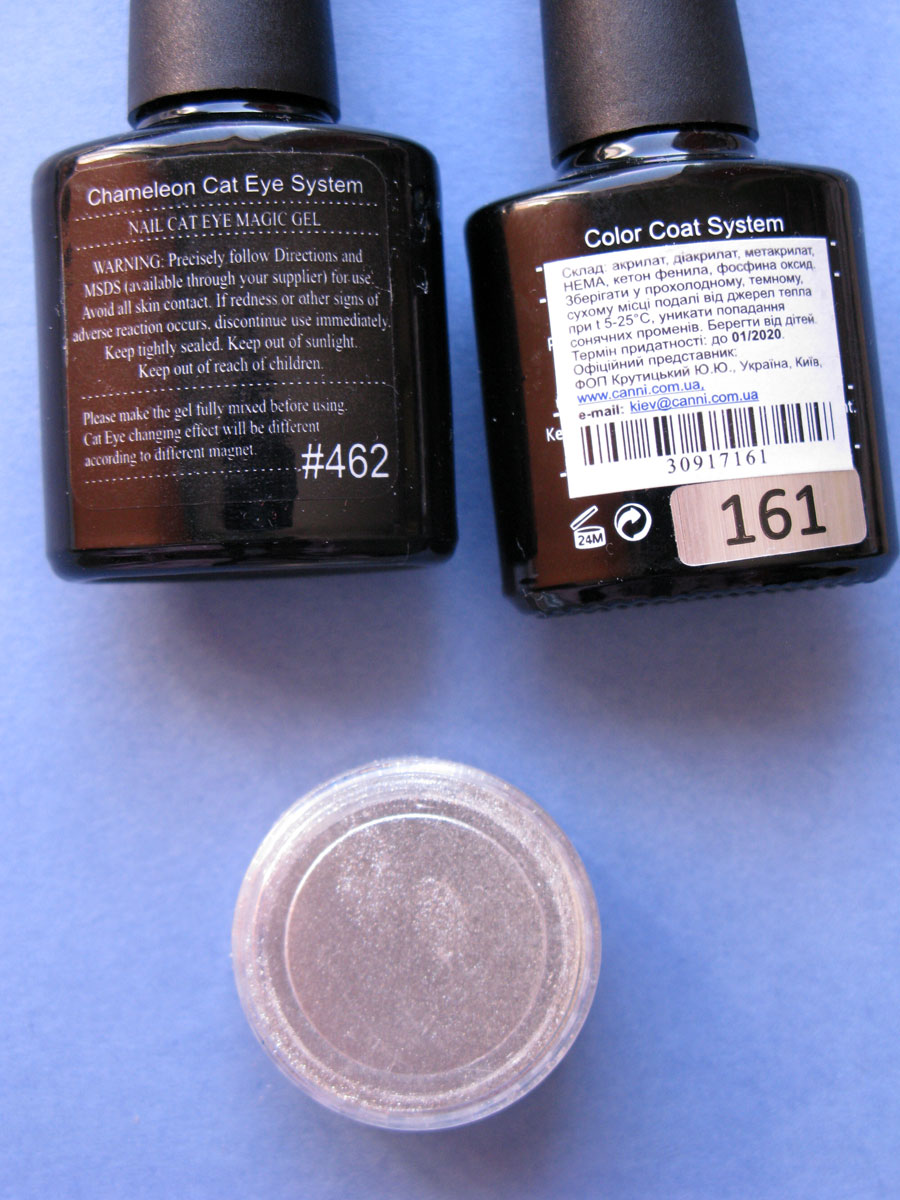 Chameleon Cat Eye System
NAIL CAT EYE MAGIC GEL
WARNING: Precisely follow Directions and
MSDS (available through your supplier) for use.
Avoid all skin contact. If redness or other signs of
adverse reaction occurs, discontinue use immediately.
Keep tightly sealed. Keep out of sunlight.
Keep out of reach of children.
Please make the gel fully mixed before using.
Cat Eye changing effect will be different
according to different magnet.
#462
Color Coat System
Склад: акрилат, діакрилат, метакрилат,
НЕМА, кетон фенила, фосфина оксид.
Зберігати у прохолодному, темному,
сухому місці подалі від джерел тепла
при t 5-25°C, уникати попадання
сонячних променів. Берегти від дітей.
Термін придатності: до 01/2020.
Офіційний представник:
ФОП Крутицький Ю.Ю., Україна, Київ,
www.canni.com.ua,
e-mail: kiev@canni.com.ua
30917161
24M
161